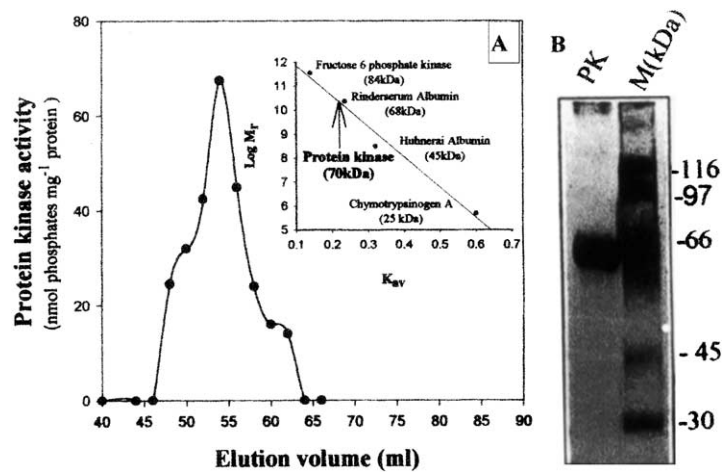 A
Protein kinase activity
(nmol phosphates mg⁻¹ protein )
80
60
40
20
0
40 45 50 55 60 65 70 75 80 85 90
Elution volume (ml)
Log Mr
12
11
10
9
8
7
6
5
0.1 0.2 0.3 0.4 0.5 0.6 0.7
Kav
Fructose 6 phosphate kinase
(84kDa)
Rinderserum Albumin
(68kDa)
Huhnerai Albumin
(45kDa)
Protein kinase
(70kDa)
Chymotrypainogen A
(25 kDa)
B
PK
M(kDa)
-116
-97
-66
- 45
-30